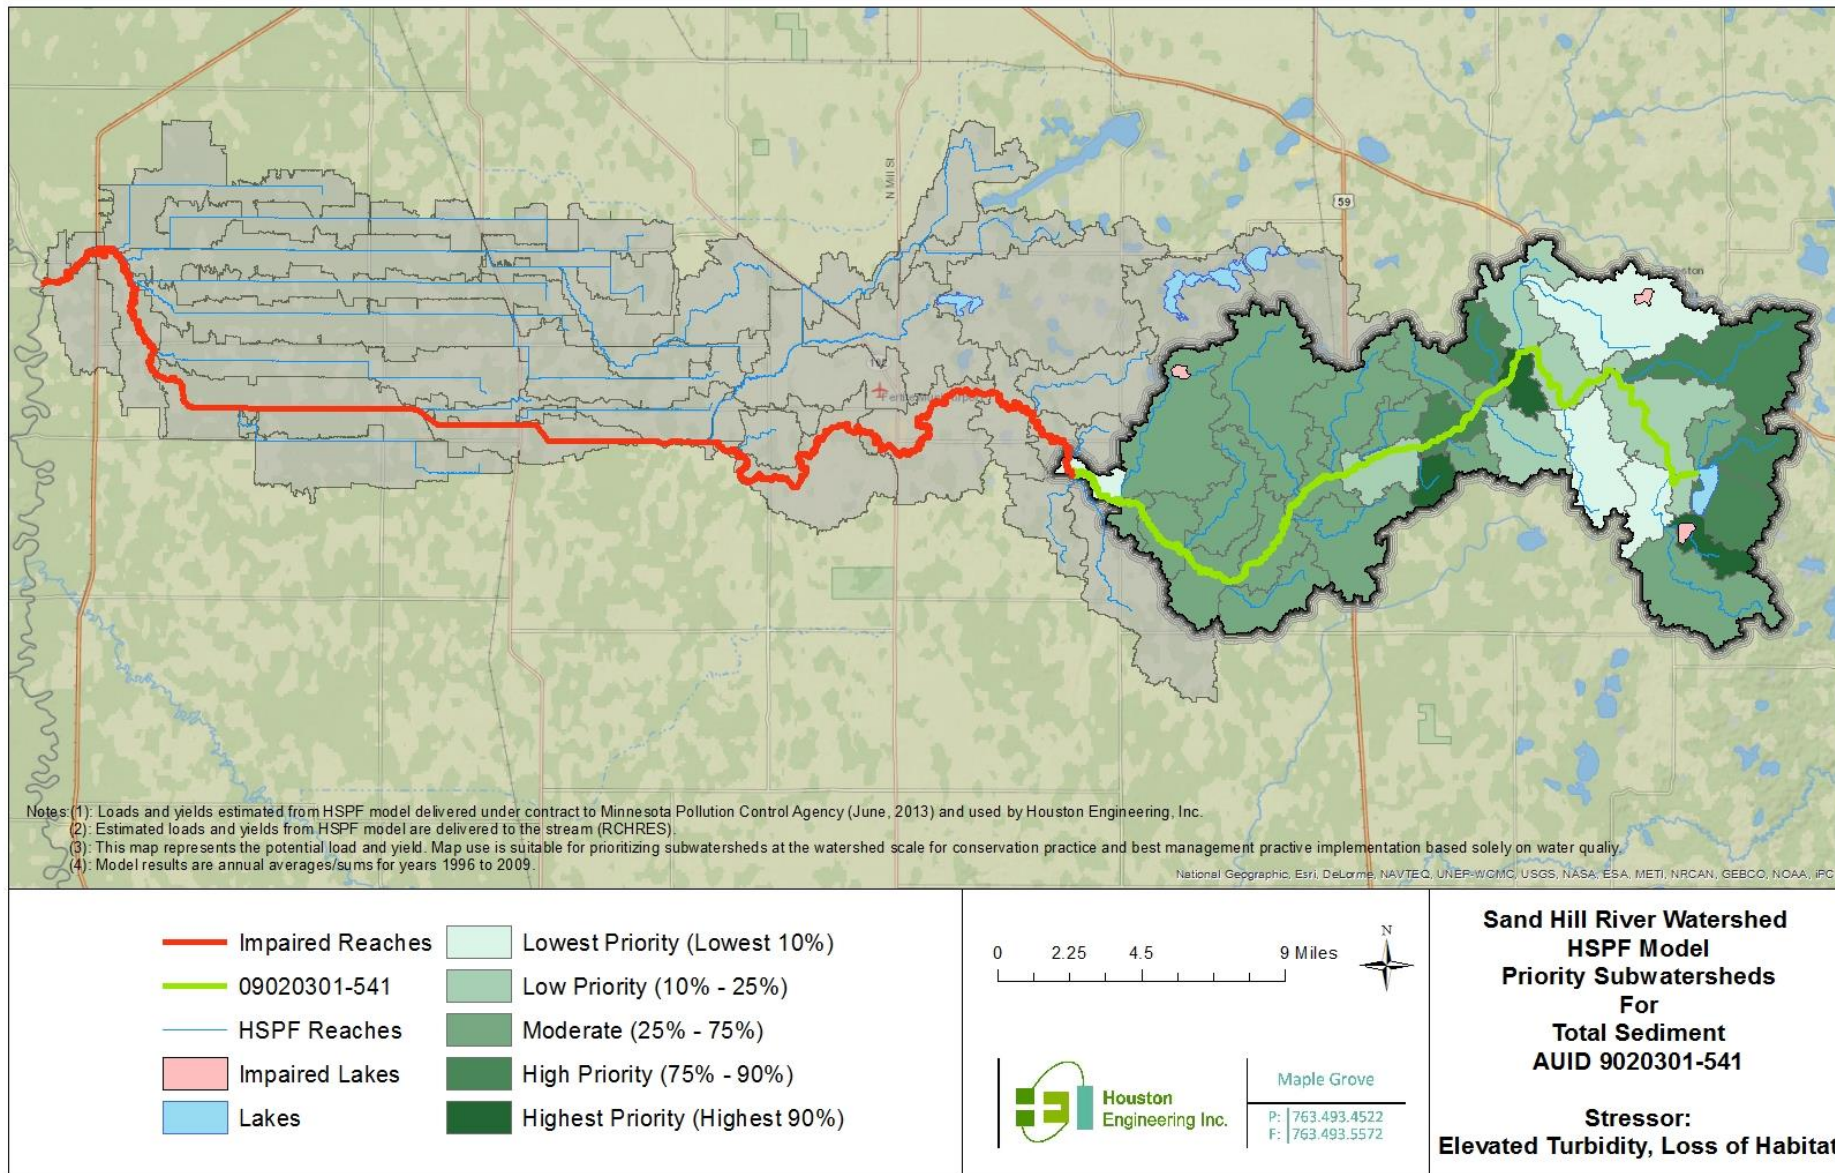 59
N Mill St
Notes:(1): Loads and yields estimated from HSPF model delivered under contract to Minnesota Pollution Control Agency (June, 2013) and used by Houston Engineering, Inc.
(2): Estimated loads and yields from HSPF model are delivered to the stream (RCHRES).
(3): This map represents the potential load and yield. Map use is suitable for prioritizing subwatersheds at the watershed scale for conservation practice and best management practive implementation based solely on water qualiy.
(4): Model results are annual averages/sums for years 1996 to 2009.
National Geographic, Esri, DeLorme, NAVTEQ, UNEP-WCMC, USGS, NASA, ESA, METI, NRCAN, GEBCO, NOAA, iPC
Impaired Reaches
09020301-541
HSPF Reaches
Impaired Lakes
Lakes
Lowest Priority (Lowest 10%)
Low Priority (10% - 25%)
Moderate (25% - 75%)
High Priority (75% - 90%)
Highest Priority (Highest 90%)
0 2.25 4.5 9 Miles
N
Houston
Engineering Inc.
Maple Grove
P: 763.493.4522
F: 763.493.5572
Sand Hill River Watershed
HSPF Model
Priority Subwatersheds
For
Total Sediment
AUID 9020301-541
Stressor:
Elevated Turbidity, Loss of Habitat